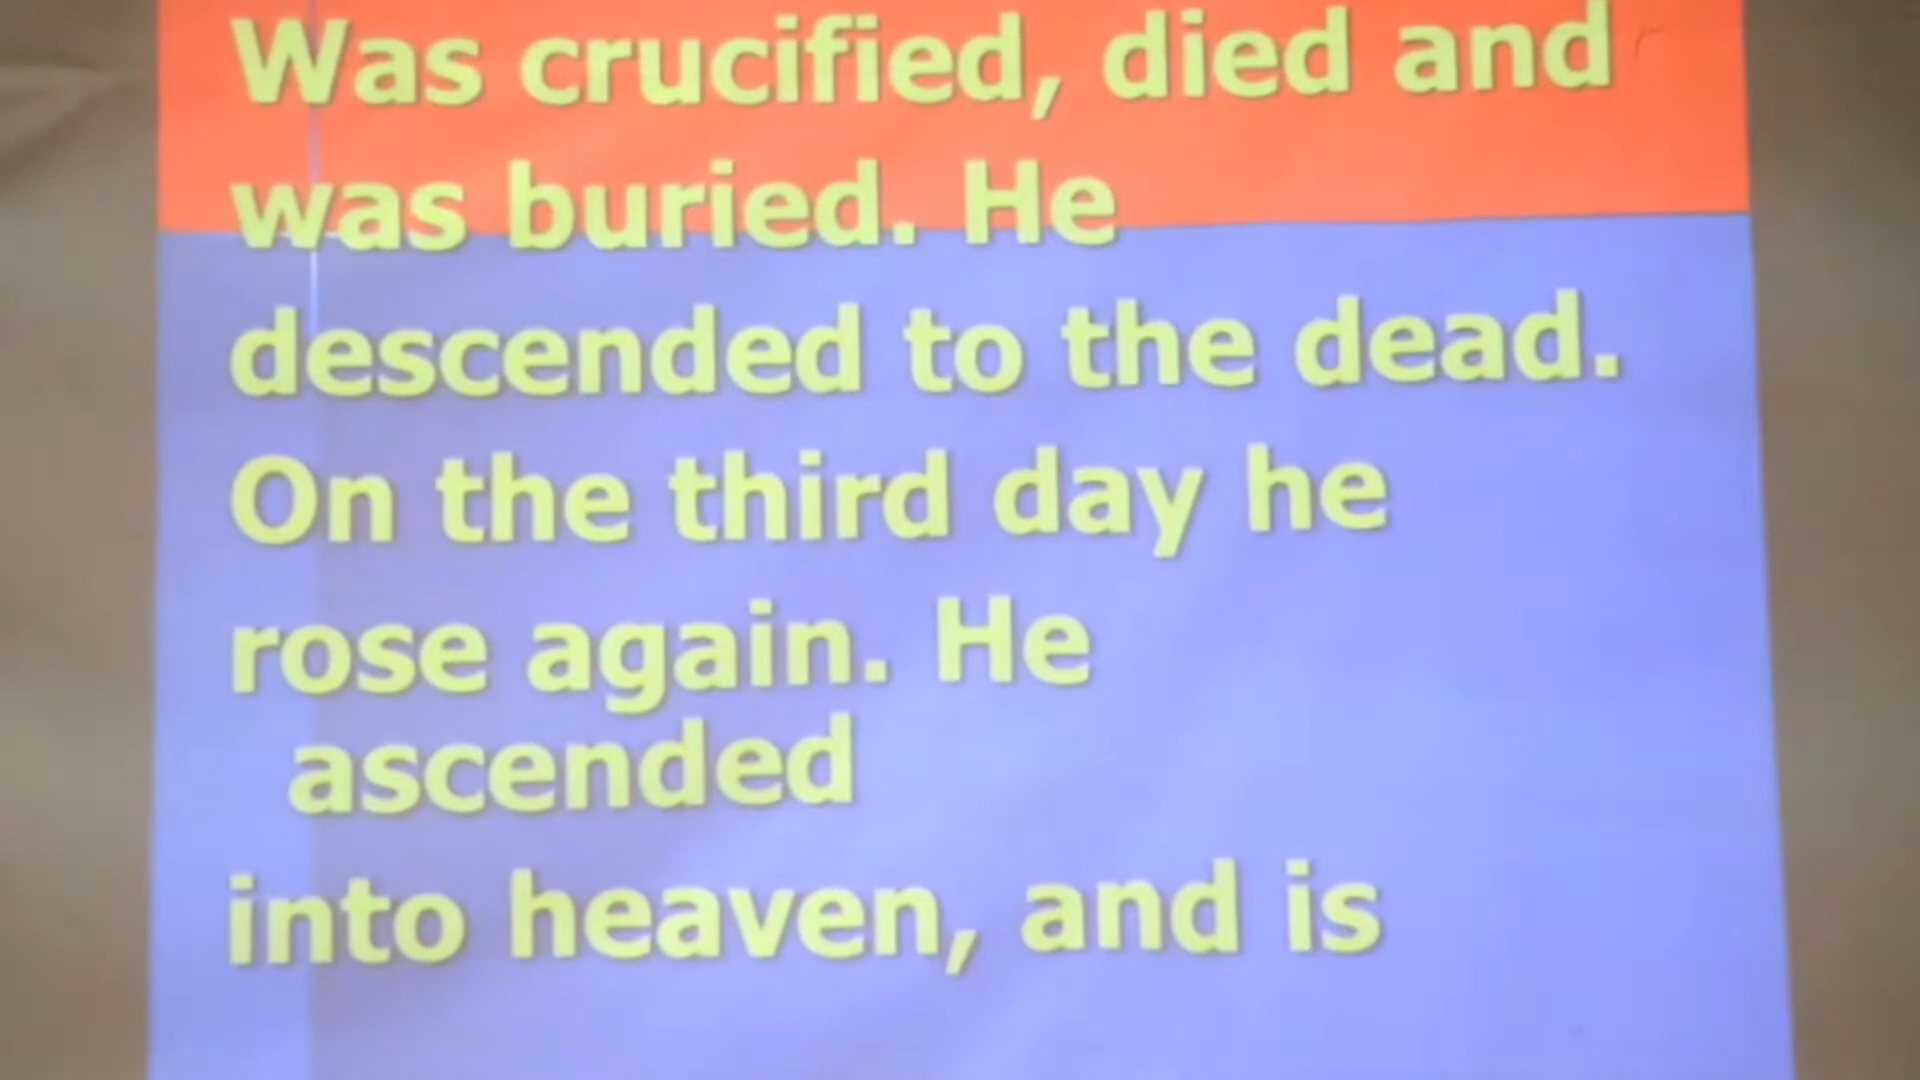 Was crucified, died and
was buried. He
descended to the dead.
On the third day he
rose again. He
ascended
into heaven, and is